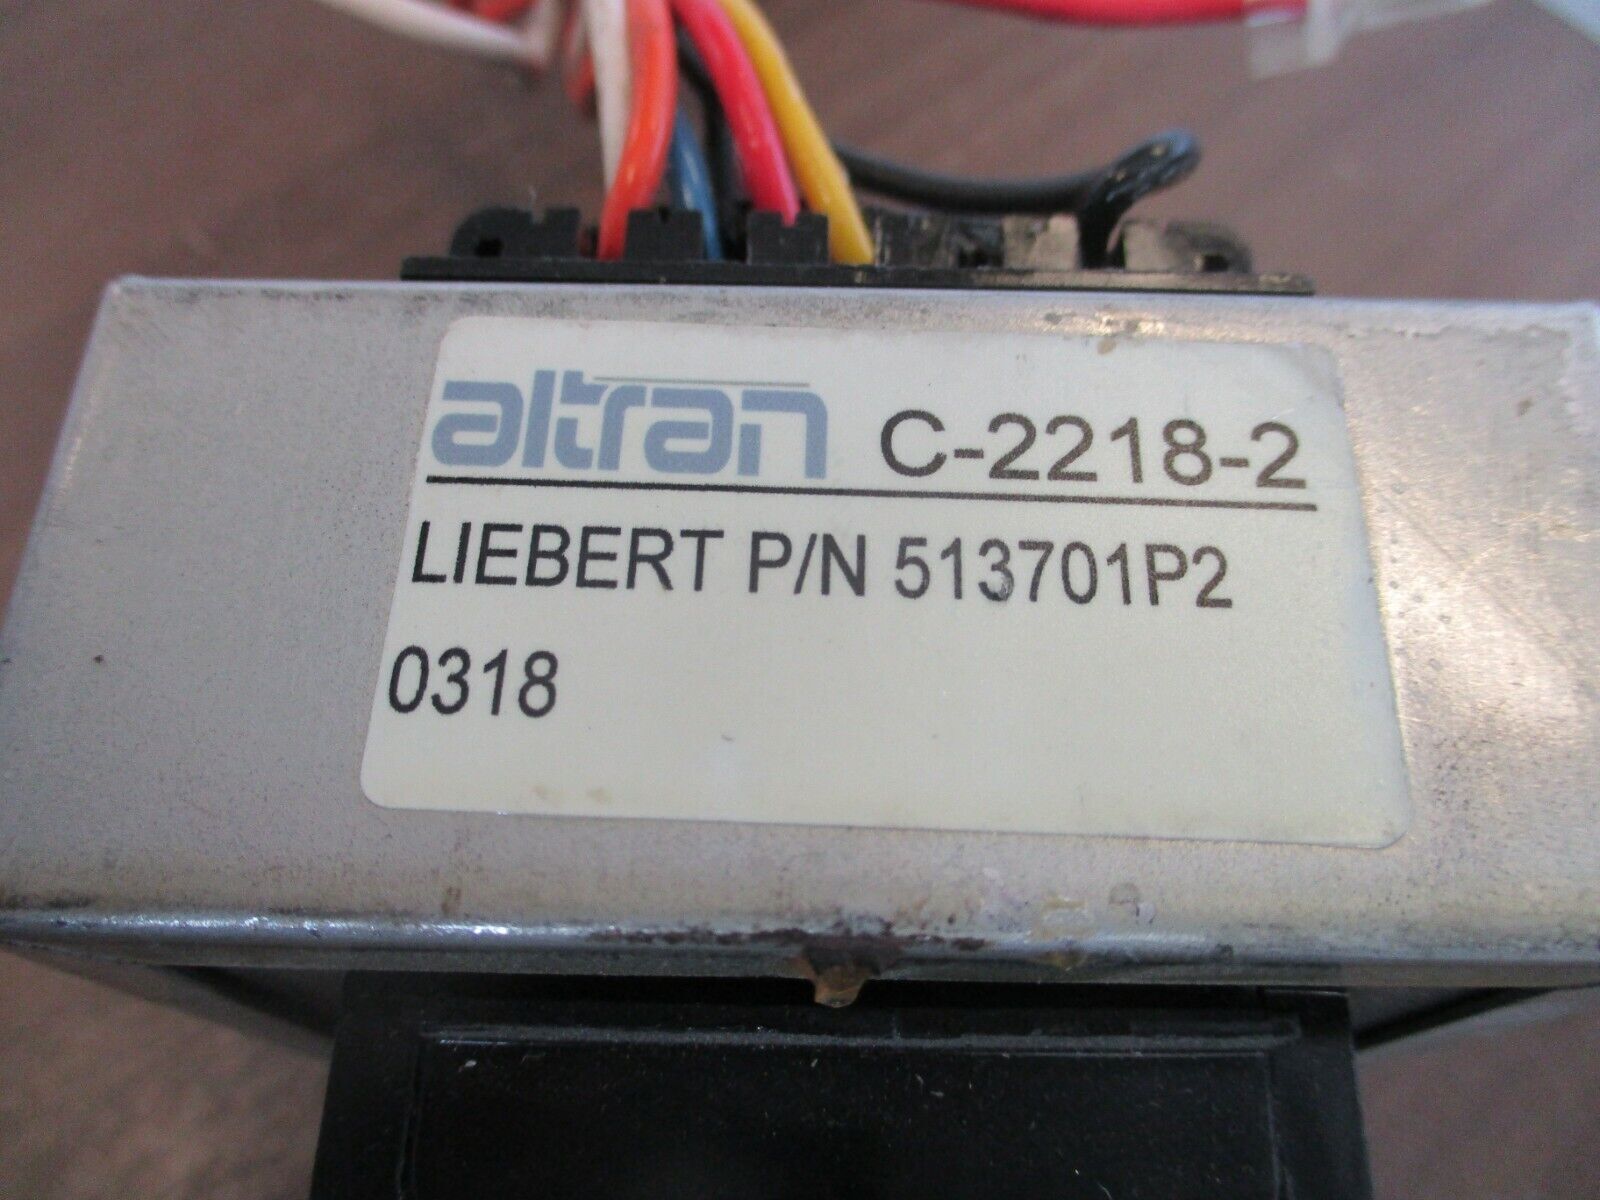 altran C-2218-2
LIEBERT P/N 513701P2
0318